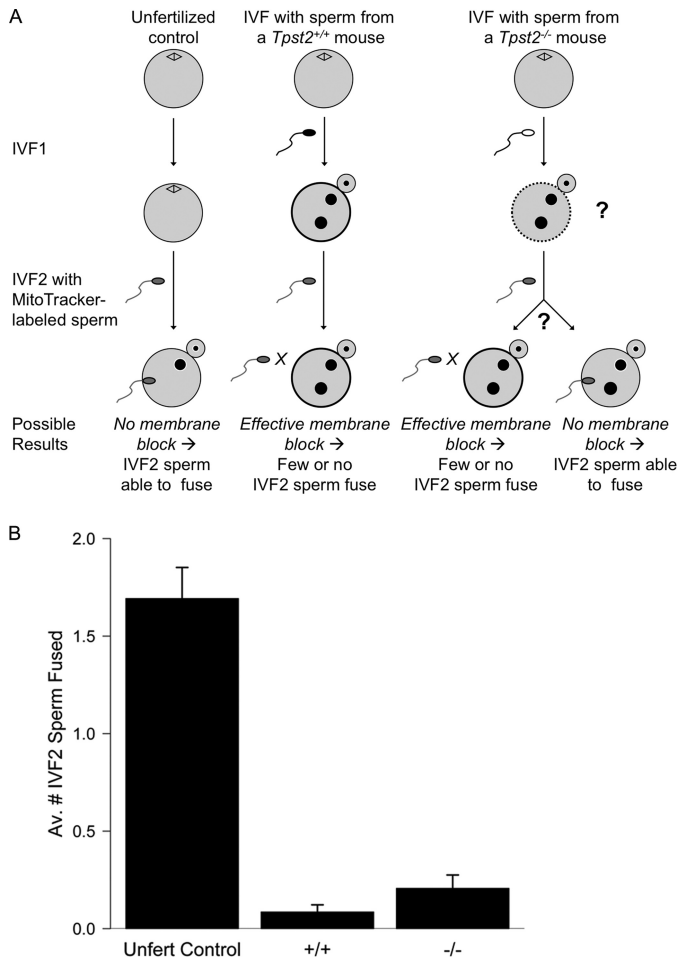 A
Unfertilized
control
IVF with sperm from
a Tpst2+/+ mouse
IVF with sperm from
a Tpst2-/- mouse
IVF1
?
IVF2 with
MitoTracker-
labeled sperm
?
X
X
Possible
Results
No membrane
block →
IVF2 sperm
able to fuse
Effective membrane
block →
Few or no
IVF2 sperm fuse
Effective membrane
block →
Few or no
IVF2 sperm fuse
No membrane
block →
IVF2 sperm able
to fuse
B
Av. # IVF2 Sperm Fused
2.0
1.5
1.0
0.5
0.0
Unfert Control
+/+
-/-